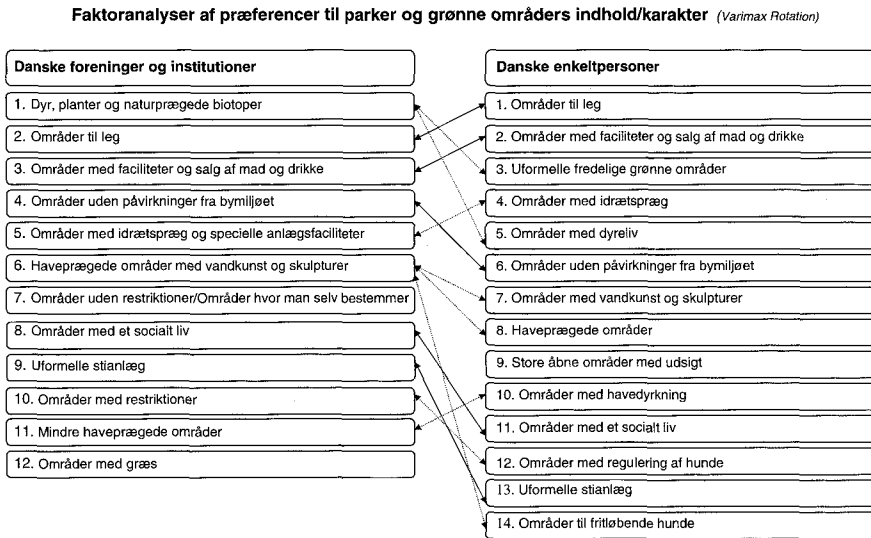 Faktoranalyser af præferencer til parker og grønne områders indhold/karakter (Varimax Rotation)
Danske foreninger og institutioner
1. Dyr, planter og naturprægede biotoper
2. Områder til leg
3. Områder med faciliteter og salg af mad og drikke
4. Områder uden påvirkninger fra bymiljøet
5. Områder med idrætspræg og specielle anlægsfaciliteter
6. Haveprægede områder med vandkunst og skulpturer
7. Områder uden restriktioner/Områder hvor man selv bestemmer
8. Områder med et socialt liv
9. Uformelle stianlæg
10. Områder med restriktioner
11. Mindre haveprægede områder
12. Områder med græs
Danske enkeltpersoner
1. Områder til leg
2. Områder med faciliteter og salg af mad og drikke
3. Uformelle fredelige grønne områder
4. Områder med idrætspræg
5. Områder med dyreliv
6. Områder uden påvirkninger fra bymiljøet
7. Områder med vandkunst og skulpturer
8. Haveprægede områder
9. Store åbne områder med udsigt
10. Områder med havedyrkning
11. Områder med et socialt liv
12. Områder med regulering af hunde
13. Uformelle stianlæg
14. Områder til fritløbende hunde